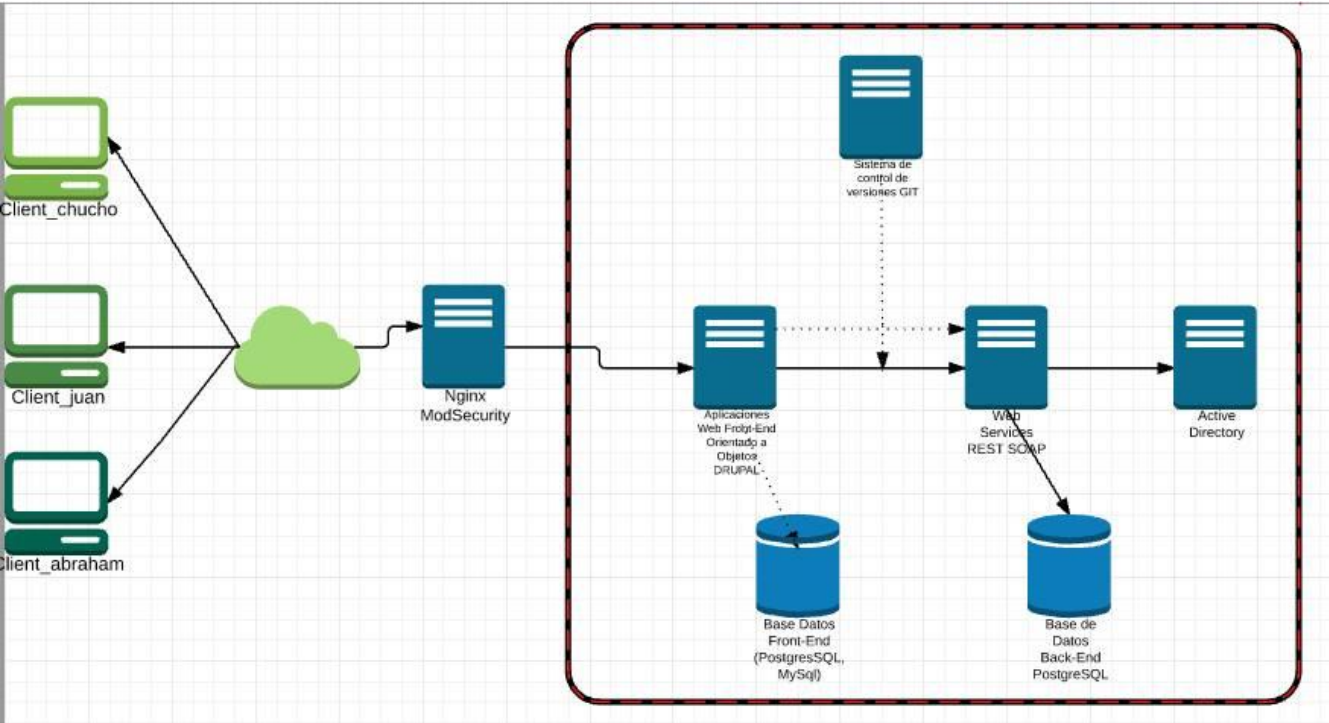 Sistema de
control de
versiones GIT
Client_chucho
Client_juan
Client_abraham
Nginx
ModSecurity
Aplicaciones
Web Front-End
Orientado a
Objetos
DRUPAL
Web
Services
REST SOAP
Active
Directory
Base Datos
Front-End
(PostgresSQL,
MySql)
Base de
Datos
Back-End
PostgreSQL